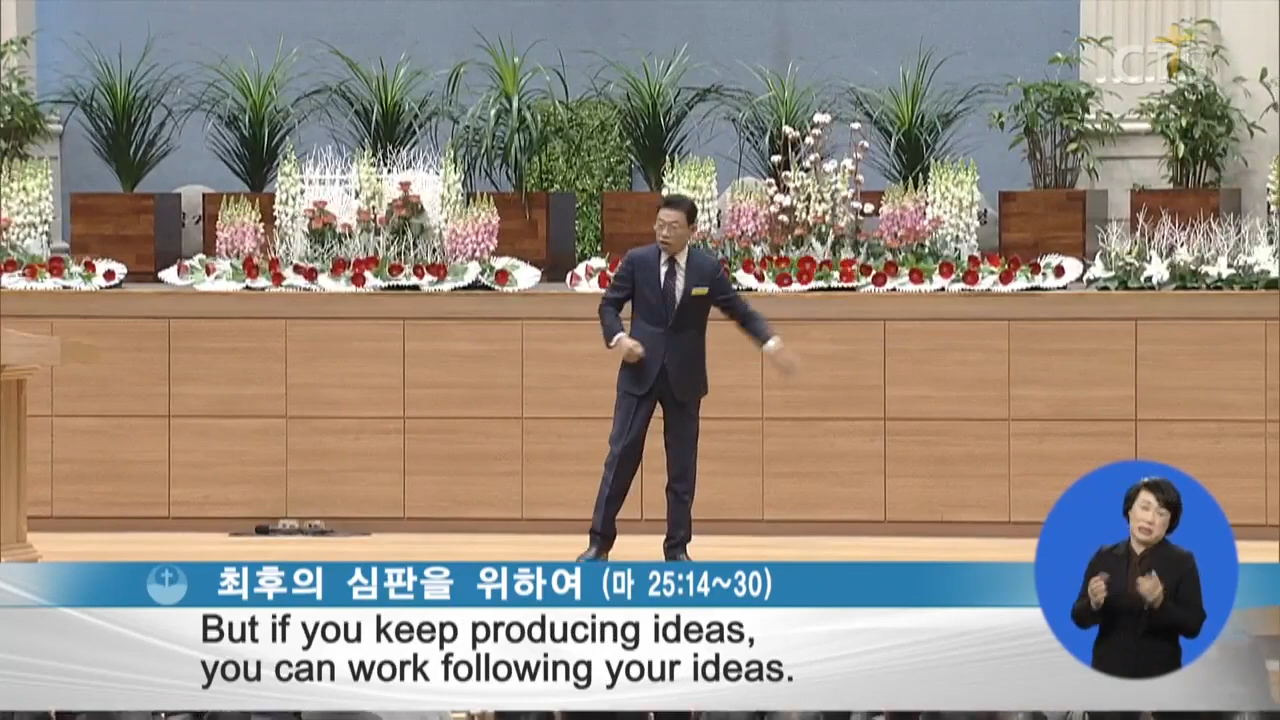 최후의 심판을 위하여 (마 25:14~30)
But if you keep producing ideas,
you can work following your ideas.